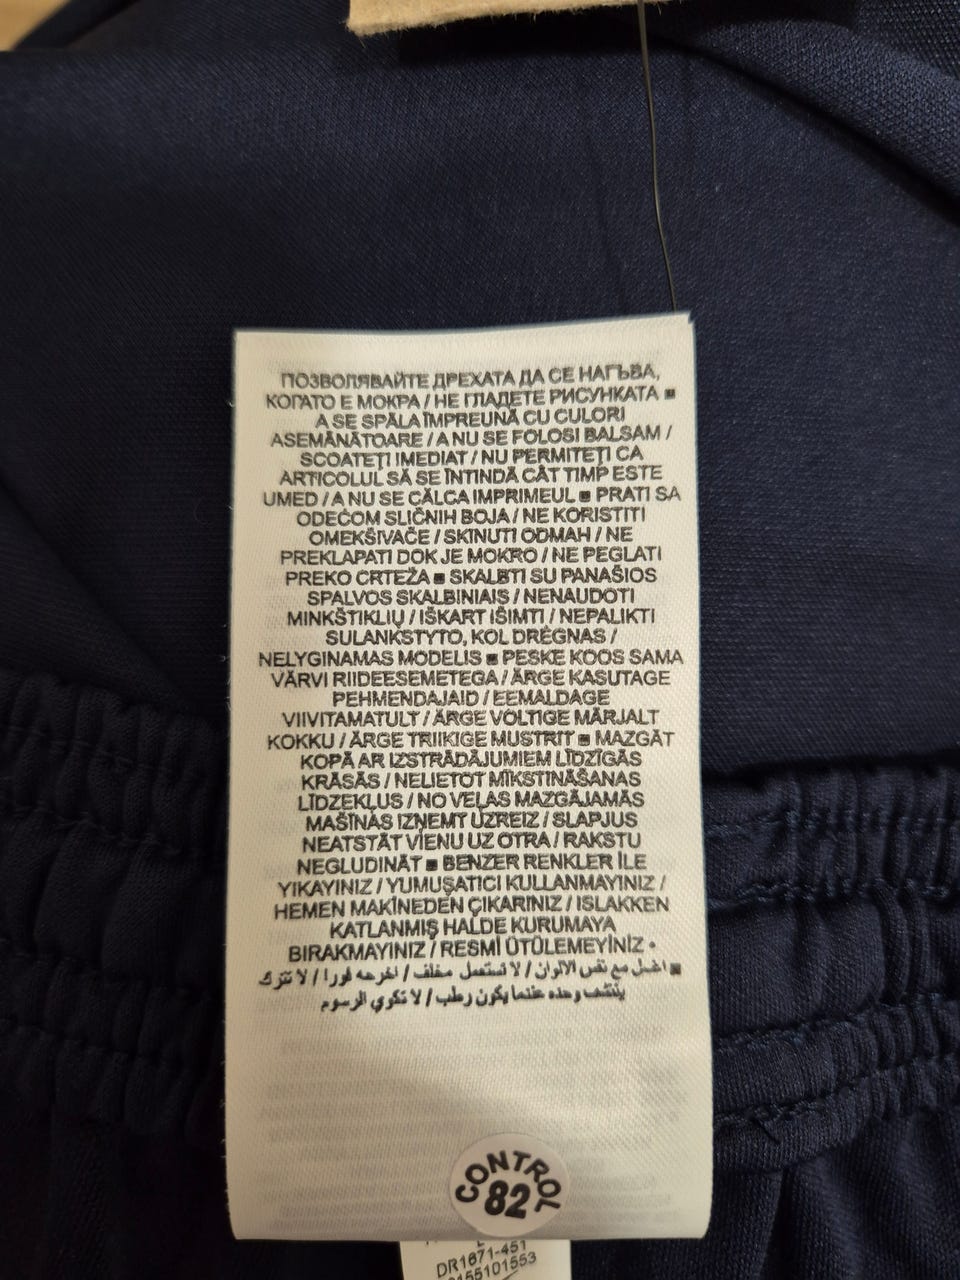 ПОЗВОЛЯВАЙТЕ ДРЕХАТА ДА СЕ НАГЪВА,
КОГАТО Е МОКРА / НЕ ГЛАДЕТЕ РИСУНКАТА ■
A SE SPĂLA ÎMPREUNĂ CU CULORI
ASEMĂNĂTOARE / A NU SE FOLOSI BALSAM /
SCOATEȚI IMEDIAT / NU PERMITEȚI CA
ARTICOLUL SĂ SE ÎNTINDĂ CÂT TIMP ESTE
UMED / A NU SE CĂLCA IMPRIMEUL ■ PRATI SA
ODEĆOM SLIČNIH BOJA / NE KORISTITI
OMEKŠIVAČE / SKINUTI ODMAH / NE
PREKLAPATI DOK JE MOKRO / NE PEGLATI
PREKO CRTEŽA ■ SKALBTI SU PANAŠIOS
SPALVOS SKALBINIAIS / NENAUDOTI
MINKŠTIKLIŲ / IŠKART IŠIMTI / NEPALIKTI
SULANKSTYTO, KOL DRĖGNAS /
NELYGINAMAS MODELIS ■ PESKE KOOS SAMA
VÄRVI RIIDEESEMETEGA / ÄRGE KASUTAGE
PEHMENDAJAID / EEMALDAGE
VIIVITAMATULT / ÄRGE VOLTIGE MÄRJALT
KOKKU / ÄRGE TRIIKIGE MUSTRIT ■ MAZGĀT
KOPĀ AR IZSTRĀDĀJUMIEM LĪDZĪGĀS
KRĀSĀS / NELIETOT MĪKSTINĀŠANAS
LĪDZEKĻUS / NO VEĻAS MAZGĀJAMĀS
MAŠĪNAS IZŅEMT UZREIZ / SLAPJUS
NEATSTĀT VIENU UZ OTRA / RAKSTU
NEGLUDINĀT ■ BENZER RENKLER İLE
YIKAYINIZ / YUMUŞATICI KULLANMAYINIZ /
HEMEN MAKİNEDEN ÇIKARINIZ / ISLAKKEN
KATLANMIŞ HALDE KURUMAYA
BIRAKMAYINIZ / RESMİ ÜTÜLEMEYİNİZ •
■ اغسل مع نفس الالوان / لا تستعمل مغلف / اخرجه فورا / لا تترك
ينتشف وحده عندما يكون رطب / لا تكوي الرسوم
CONTROL
82
DR1671-451
155101553